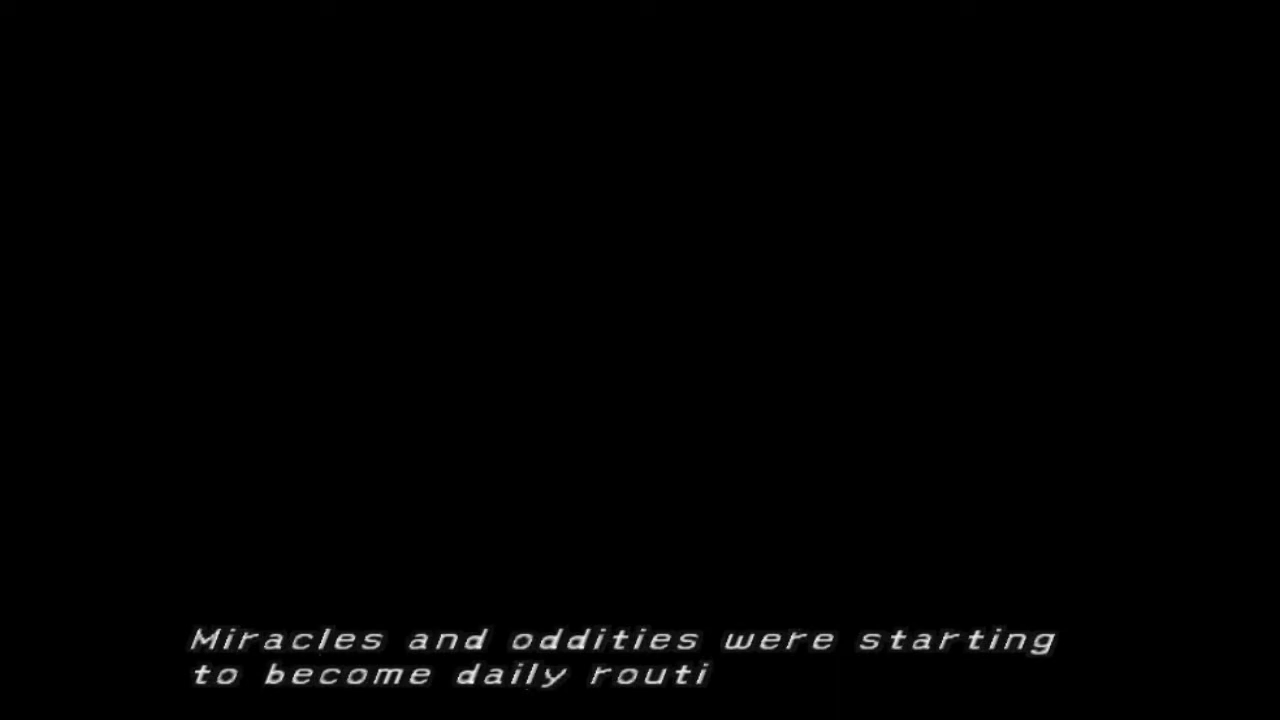 Miracles and oddities were starting
to become daily routi